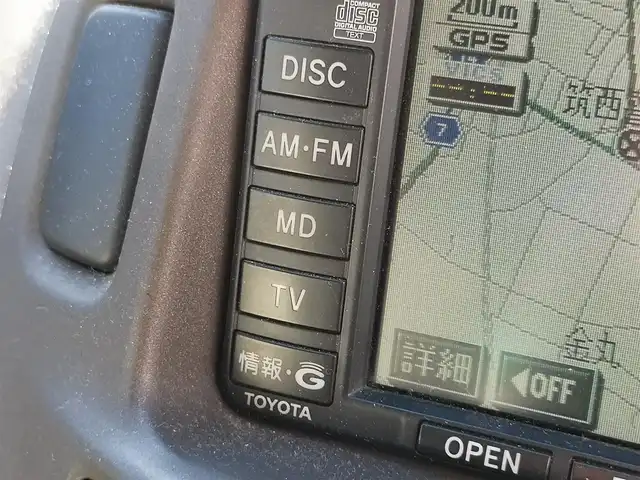 COMPACT
disc
DIGITAL AUDIO
TEXT
DISC
AM・FM
MD
TV
情報・G
TOYOTA
200m
GPS
VICS
--:--
7
筑西
金丸
詳細
◀OFF
OPEN